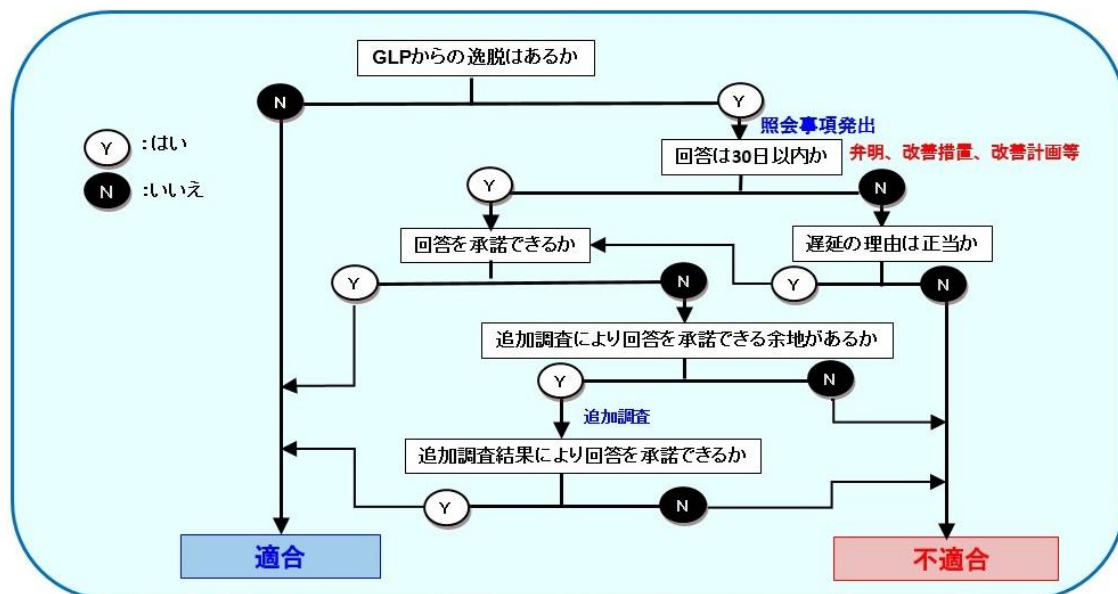 GLPからの逸脱はあるか
N
Y
Y :はい
照会事項発出
回答は30日以内か
弁明、改善措置、改善計画等
N :いいえ
Y
N
回答を承諾できるか
遅延の理由は正当か
Y
N
Y
N
追加調査により回答を承諾できる余地があるか
Y
N
追加調査
追加調査結果により回答を承諾できるか
Y
N
適合
不適合